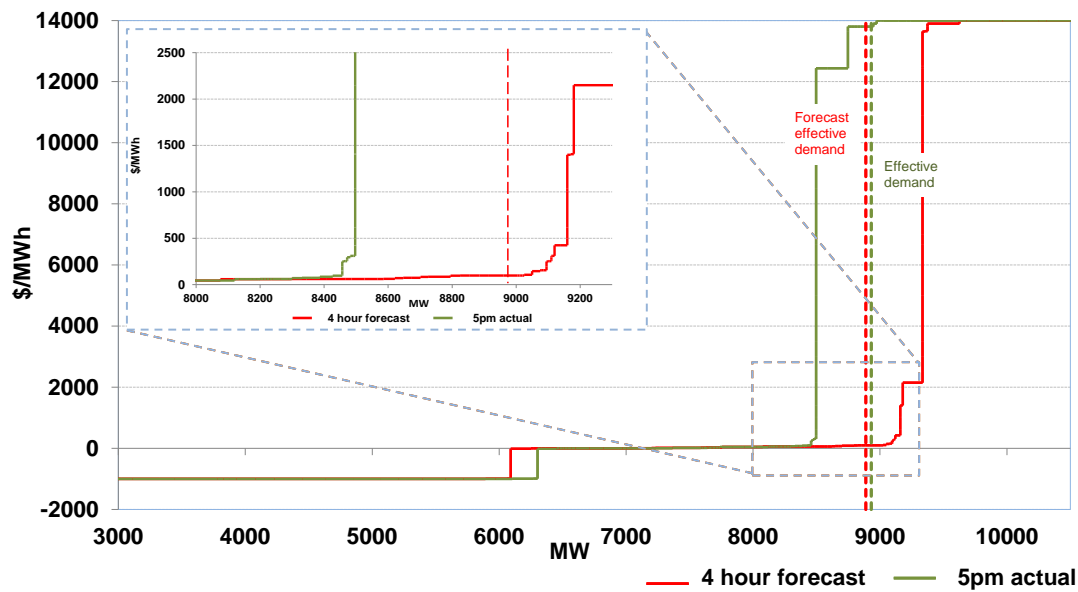 14000
12000
10000
8000
6000
4000
2000
0
-2000
$/MWh
2500
2000
1500
1000
500
0
$/MWh
8000 8200 8400 8600 8800 9000 9200
MW
4 hour forecast 5pm actual
Forecast
effective
demand
Effective
demand
3000 4000 5000 6000 7000 8000 9000 10000
MW
4 hour forecast 5pm actual